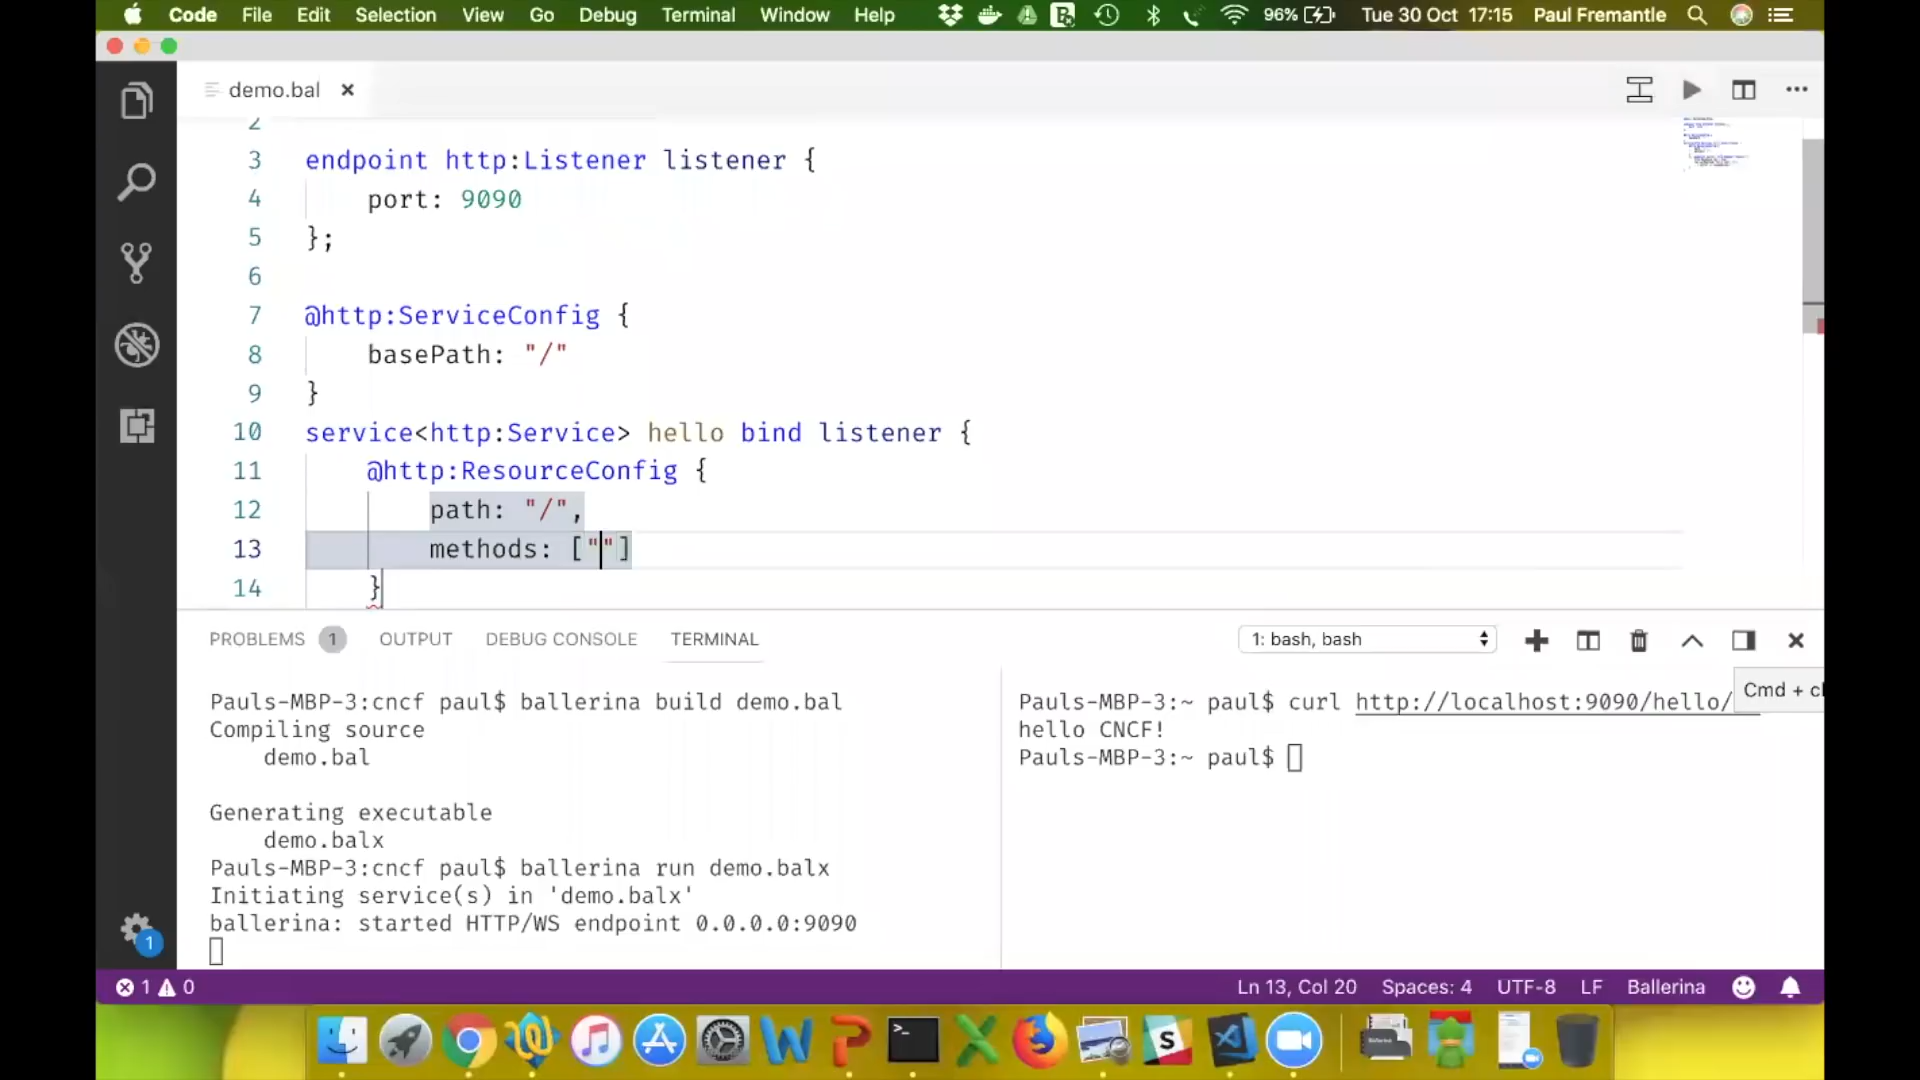 Code File Edit Selection View Go Debug Terminal Window Help 96% Tue 30 Oct 17:15 Paul Fremantle
demo.bal
2
3 endpoint http:Listener listener {
4 port: 9090
5 };
6
7 @http:ServiceConfig {
8 basePath: "/"
9 }
10 service<http:Service> hello bind listener {
11 @http:ResourceConfig {
12 path: "/",
13 methods: [""]
14 }
PROBLEMS 1 OUTPUT DEBUG CONSOLE TERMINAL 1: bash, bash
Cmd + cl
Pauls-MBP-3:cncf paul$ ballerina build demo.bal
Compiling source
demo.bal
Generating executable
demo.balx
Pauls-MBP-3:cncf paul$ ballerina run demo.balx
Initiating service(s) in 'demo.balx'
ballerina: started HTTP/WS endpoint 0.0.0.0:9090
Pauls-MBP-3:~ paul$ curl http://localhost:9090/hello/
hello CNCF!
Pauls-MBP-3:~ paul$
1
1 0 Ln 13, Col 20 Spaces: 4 UTF-8 LF Ballerina